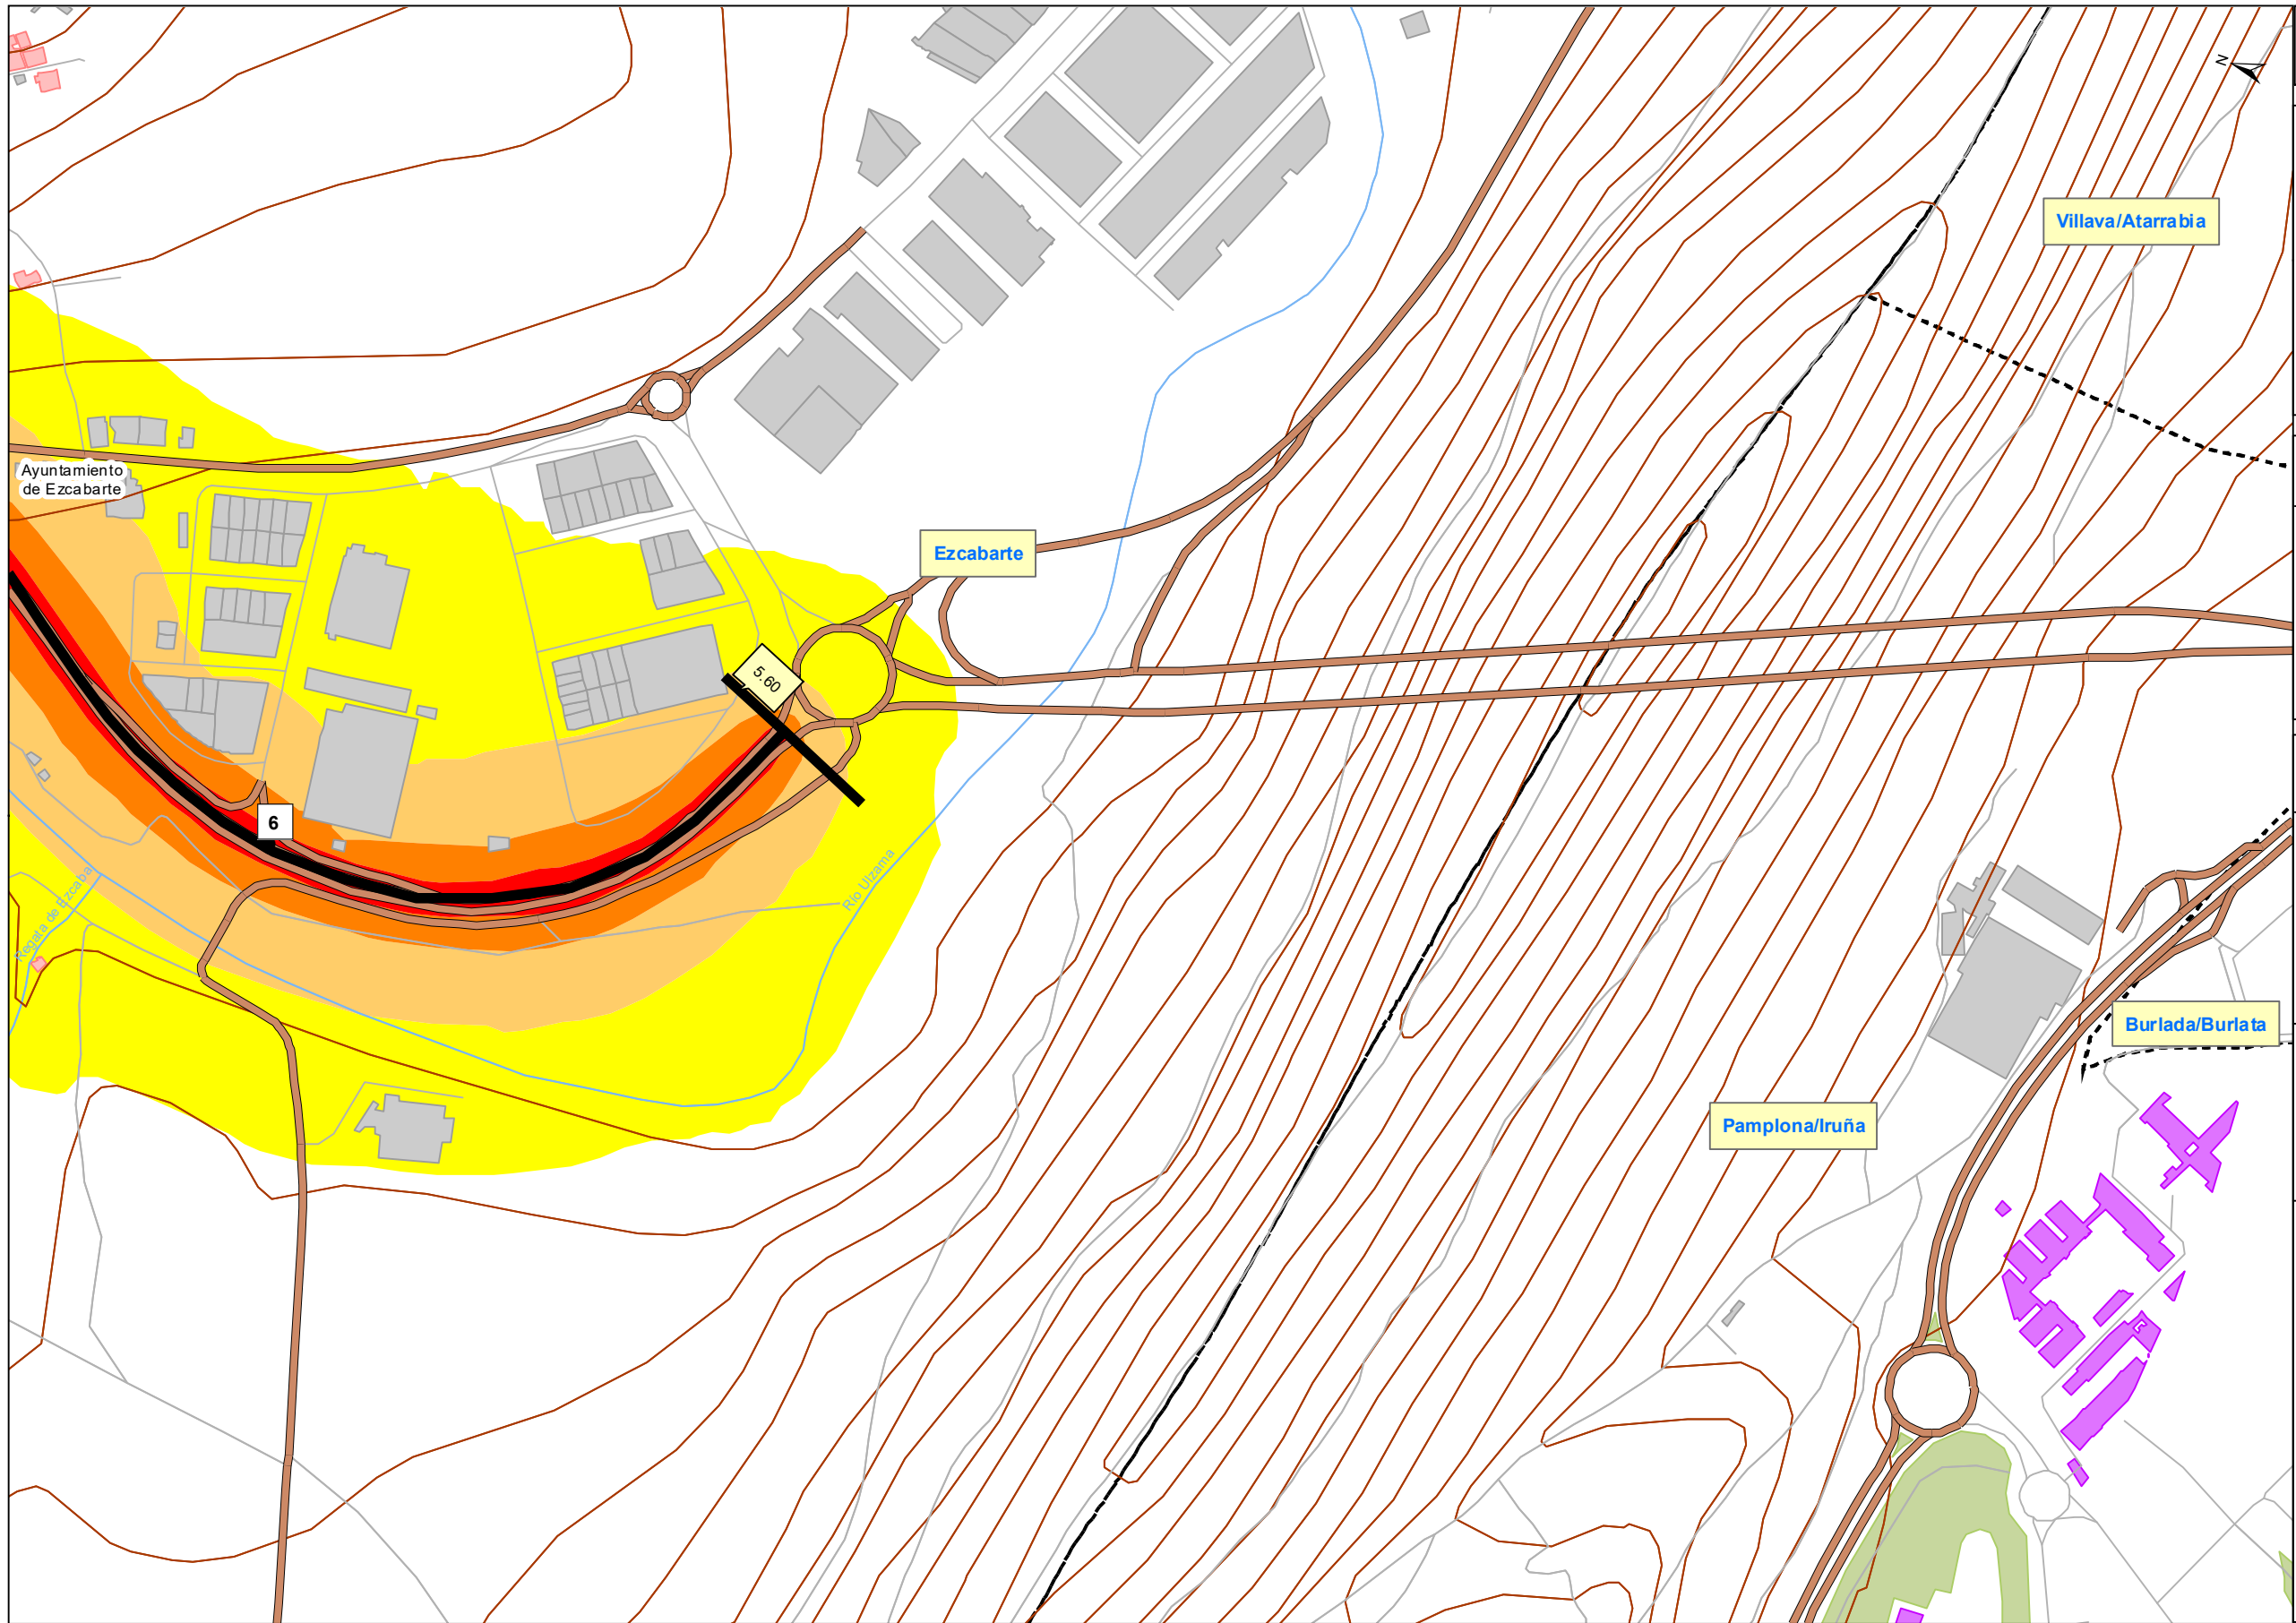 N
Villava/Atarrabia
Ayuntamiento
de Ezcabarte
Ezcabarte
5.60
6
Río Ulzama
Regata de Ezcaba
Burlada/Burlata
Pamplona/Iruña